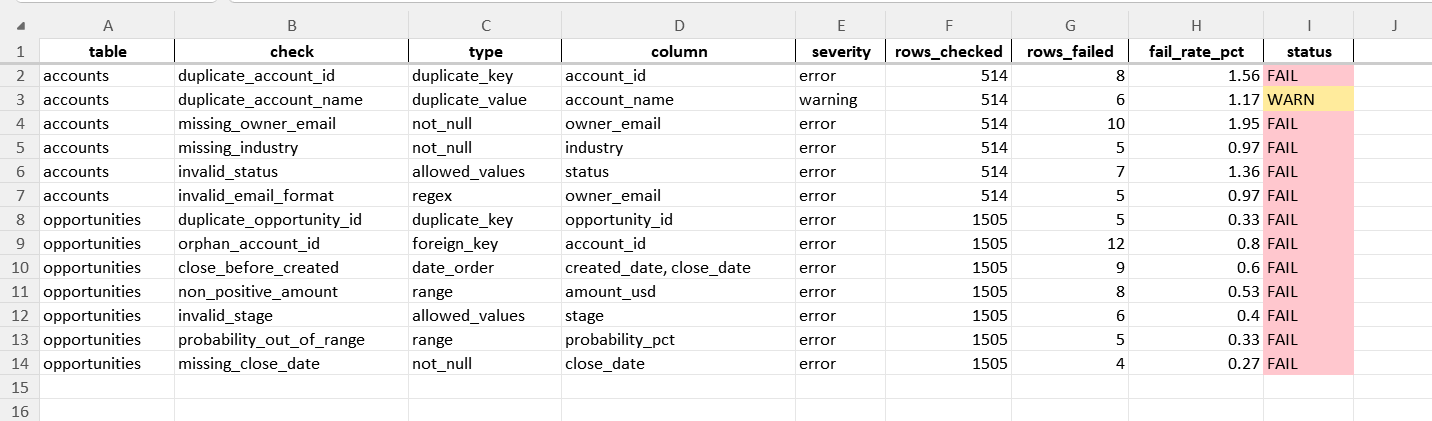 A B C D E F G H I J
1 table check type column severity rows_checked rows_failed fail_rate_pct status
2 accounts duplicate_account_id duplicate_key account_id error 514 8 1.56 FAIL
3 accounts duplicate_account_name duplicate_value account_name warning 514 6 1.17 WARN
4 accounts missing_owner_email not_null owner_email error 514 10 1.95 FAIL
5 accounts missing_industry not_null industry error 514 5 0.97 FAIL
6 accounts invalid_status allowed_values status error 514 7 1.36 FAIL
7 accounts invalid_email_format regex owner_email error 514 5 0.97 FAIL
8 opportunities duplicate_opportunity_id duplicate_key opportunity_id error 1505 5 0.33 FAIL
9 opportunities orphan_account_id foreign_key account_id error 1505 12 0.8 FAIL
10 opportunities close_before_created date_order created_date, close_date error 1505 9 0.6 FAIL
11 opportunities non_positive_amount range amount_usd error 1505 8 0.53 FAIL
12 opportunities invalid_stage allowed_values stage error 1505 6 0.4 FAIL
13 opportunities probability_out_of_range range probability_pct error 1505 5 0.33 FAIL
14 opportunities missing_close_date not_null close_date error 1505 4 0.27 FAIL
15
16